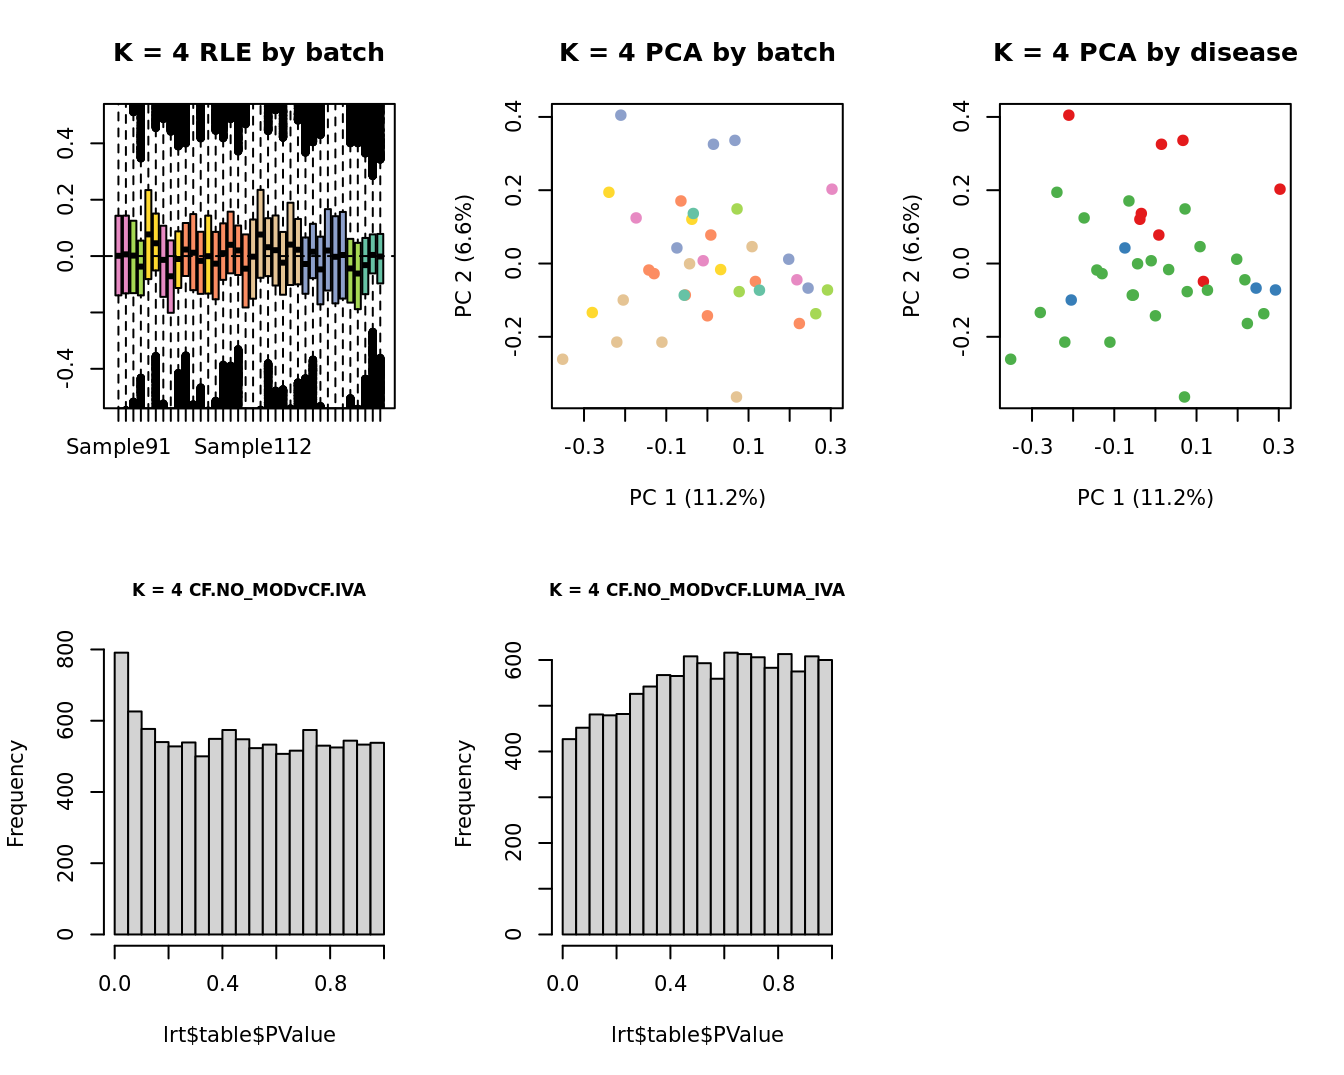 K = 4 RLE by batch
0.4
0.2
0.0
-0.4
Sample91 Sample112
K = 4 PCA by batch
PC 2 (6.6%)
0.4
0.2
0.0
-0.2
-0.3 -0.1 0.1 0.3
PC 1 (11.2%)
K = 4 PCA by disease
PC 2 (6.6%)
0.4
0.2
0.0
-0.2
-0.3 -0.1 0.1 0.3
PC 1 (11.2%)
K = 4 CF.NO_MODvCF.IVA
Frequency
800
600
400
200
0
0.0 0.4 0.8
lrt$table$PValue
K = 4 CF.NO_MODvCF.LUMA_IVA
Frequency
600
400
200
0
0.0 0.4 0.8
lrt$table$PValue